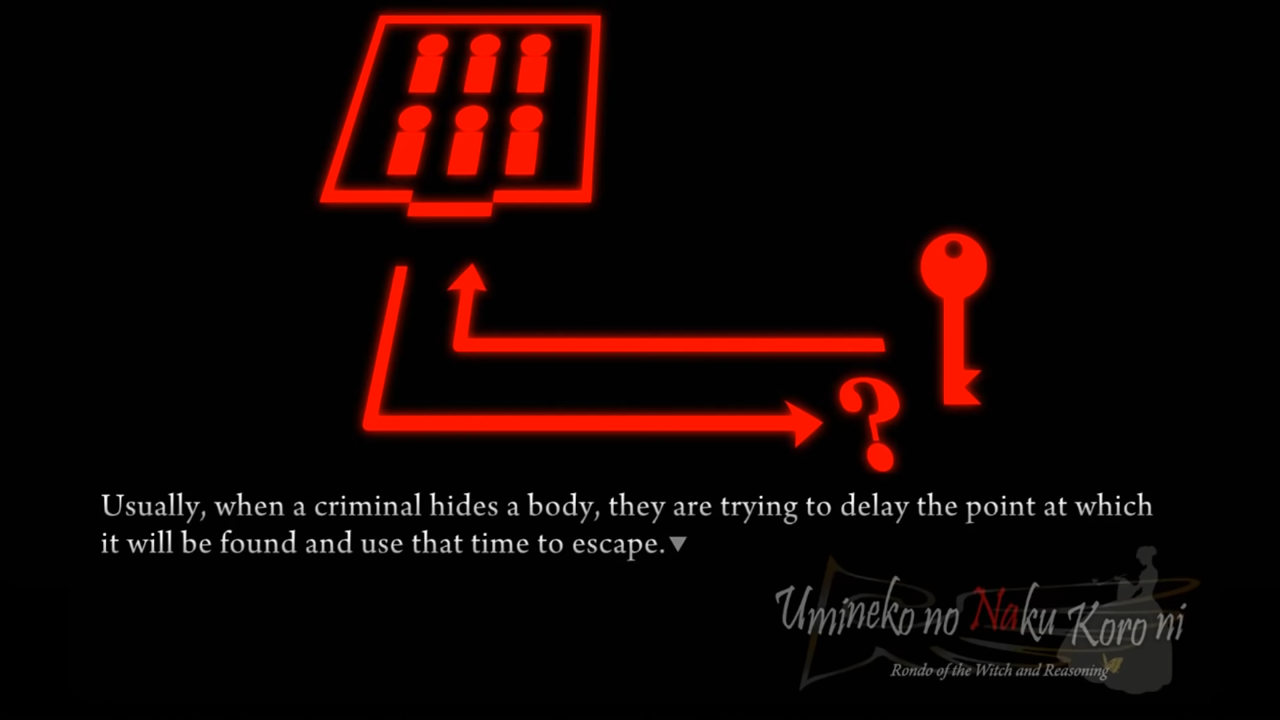 ?
Usually, when a criminal hides a body, they are trying to delay the point at which
it will be found and use that time to escape.
Umineko no Naku Koro ni
Rondo of the Witch and Reasoning